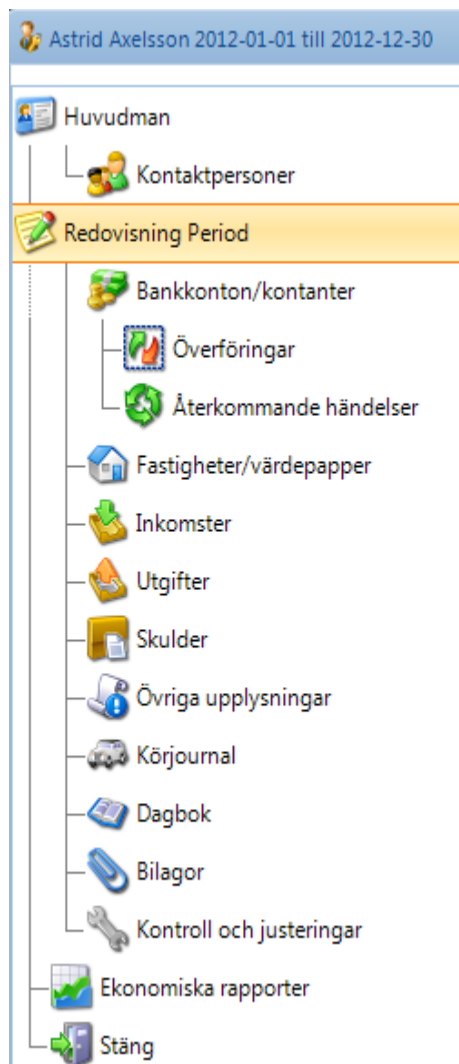 Astrid Axelsson 2012-01-01 till 2012-12-30
Huvudman
Kontaktpersoner
Redovisning Period
Bankkonton/kontanter
Överföringar
Återkommande händelser
Fastigheter/värdepapper
Inkomster
Utgifter
Skulder
Övriga upplysningar
Körjournal
Dagbok
Bilagor
Kontroll och justeringar
Ekonomiska rapporter
Stäng